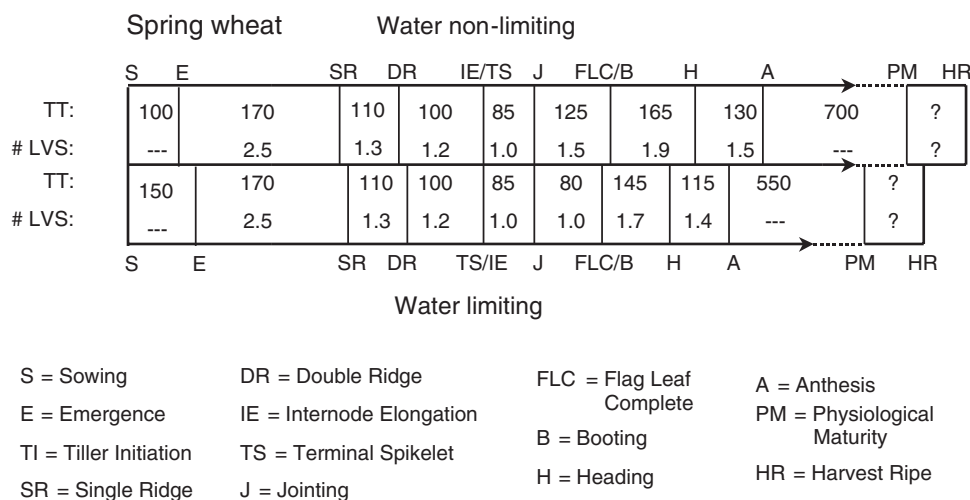 Spring wheat Water non-limiting
S E SR DR IE/TS J FLC/B H A PM HR
TT: 100 170 110 100 85 125 165 130 700 ?
# LVS: --- 2.5 1.3 1.2 1.0 1.5 1.9 1.5 --- ?
TT: 150 170 110 100 85 80 145 115 550 ?
# LVS: --- 2.5 1.3 1.2 1.0 1.0 1.7 1.4 --- ?
S E SR DR TS/IE J FLC/B H A PM HR
Water limiting
S = Sowing
E = Emergence
TI = Tiller Initiation
SR = Single Ridge
DR = Double Ridge
IE = Internode Elongation
TS = Terminal Spikelet
J = Jointing
FLC = Flag Leaf
Complete
B = Booting
H = Heading
A = Anthesis
PM = Physiological
Maturity
HR = Harvest Ripe